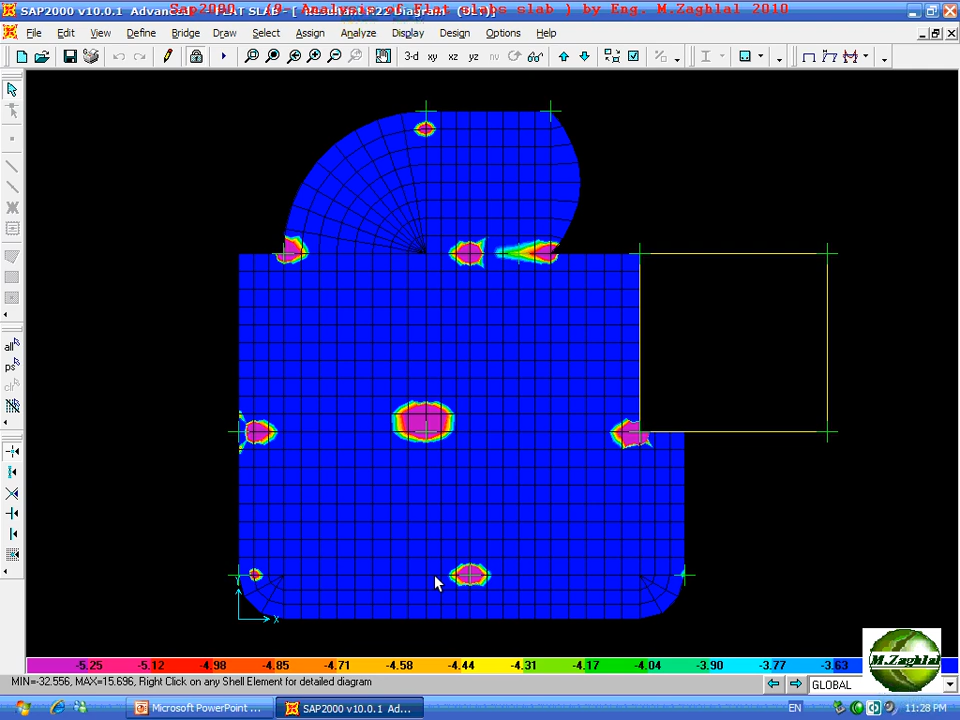 SAP2000 v10.0.1 Advanced
Sap2000 (9- Analysis of Flat slabs slab ) by Eng. M.Zaghlal 2010
File Edit View Define Bridge Draw Select Assign Analyze Display Design Options Help
3-d xy xz yz nv
all
ps
clr
Y
X
M.Zaghlal
-5.25 -5.12 -4.98 -4.85 -4.71 -4.58 -4.44 -4.31 -4.17 -4.04 -3.90 -3.77 -3.63
MIN=-32.556, MAX=15.696, Right Click on any Shell Element for detailed diagram
GLOBAL
Microsoft PowerPoint ...
SAP2000 v10.0.1 Ad...
EN
11:28 PM